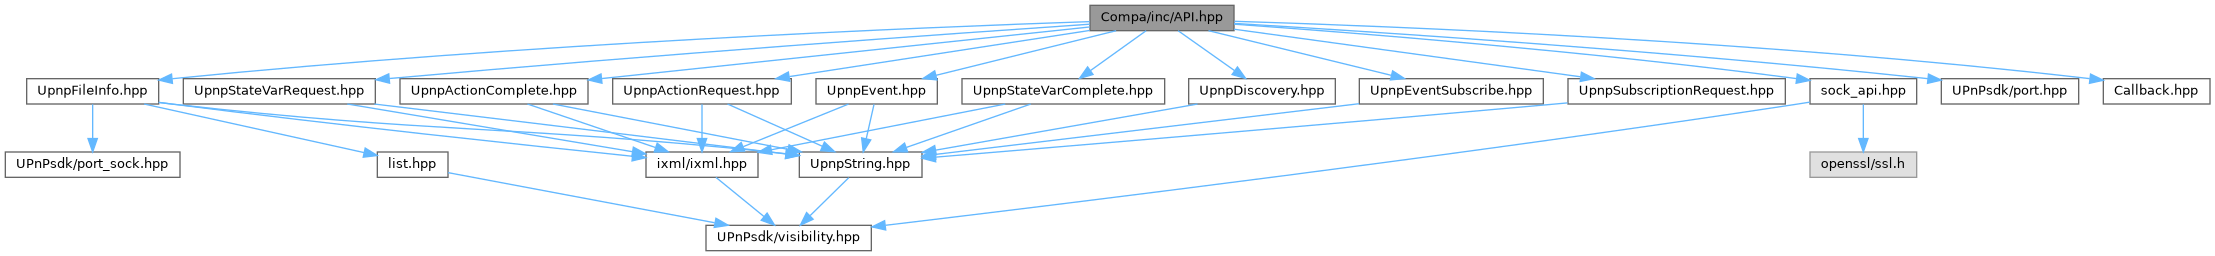 Compa/inc/API.hpp
UpnpFileInfo.hpp
UpnpStateVarRequest.hpp
UpnpActionComplete.hpp
UpnpActionRequest.hpp
UpnpEvent.hpp
UpnpStateVarComplete.hpp
UpnpDiscovery.hpp
UpnpEventSubscribe.hpp
UpnpSubscriptionRequest.hpp
sock_api.hpp
UPnPsdk/port.hpp
Callback.hpp
UPnPsdk/port_sock.hpp
list.hpp
ixml/ixml.hpp
UpnpString.hpp
openssl/ssl.h
UPnPsdk/visibility.hpp